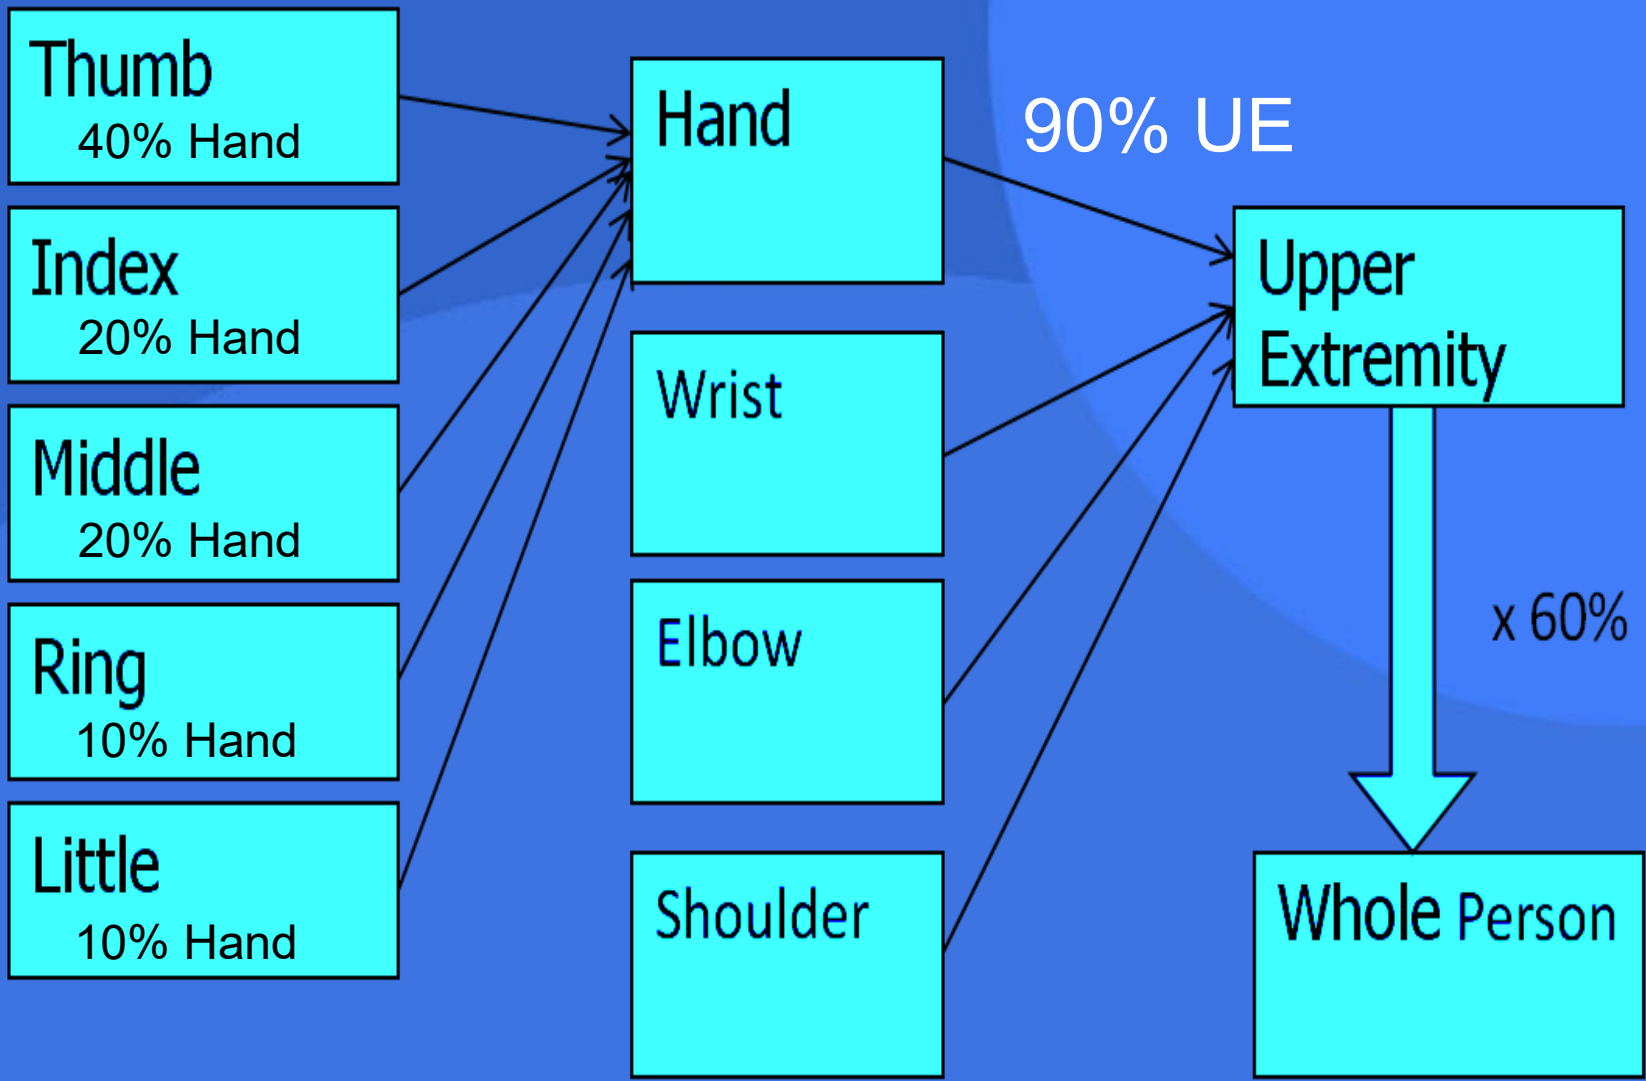 Thumb
40% Hand
Index
20% Hand
Middle
20% Hand
Ring
10% Hand
Little
10% Hand
Hand
Wrist
Elbow
Shoulder
90% UE
Upper
Extremity
x 60%
Whole Person